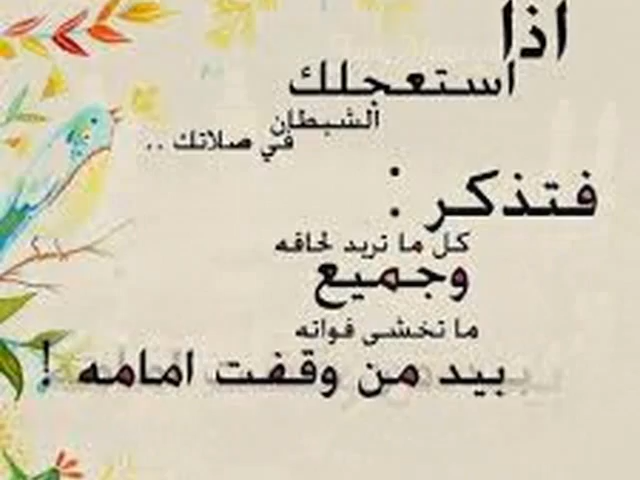 اذا
استعجلك
الشيطان
في صلاتك ..
فتذكر :
كل ما تريد لحاقه
وجميع
ما تخشى فواته
بيد من وقفت امامه !